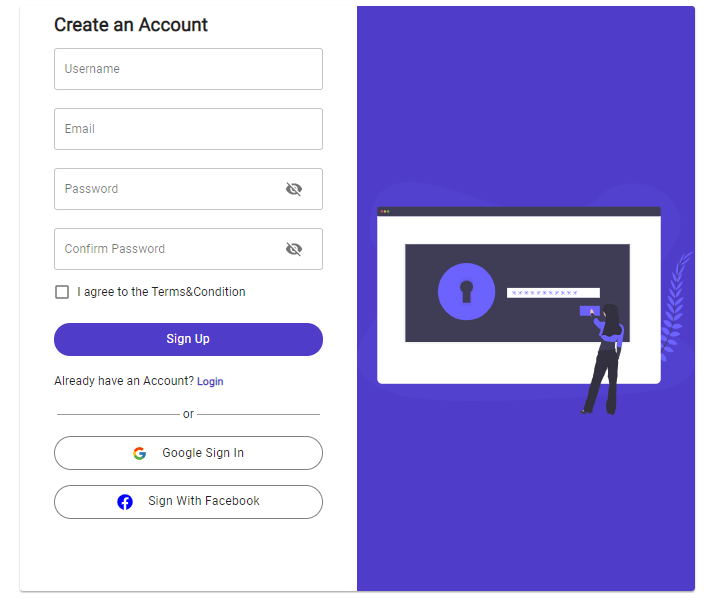 Create an Account
Username
Email
Password
Confirm Password
I agree to the Terms&Condition
Sign Up
Already have an Account? Login
or
Google Sign In
Sign With Facebook